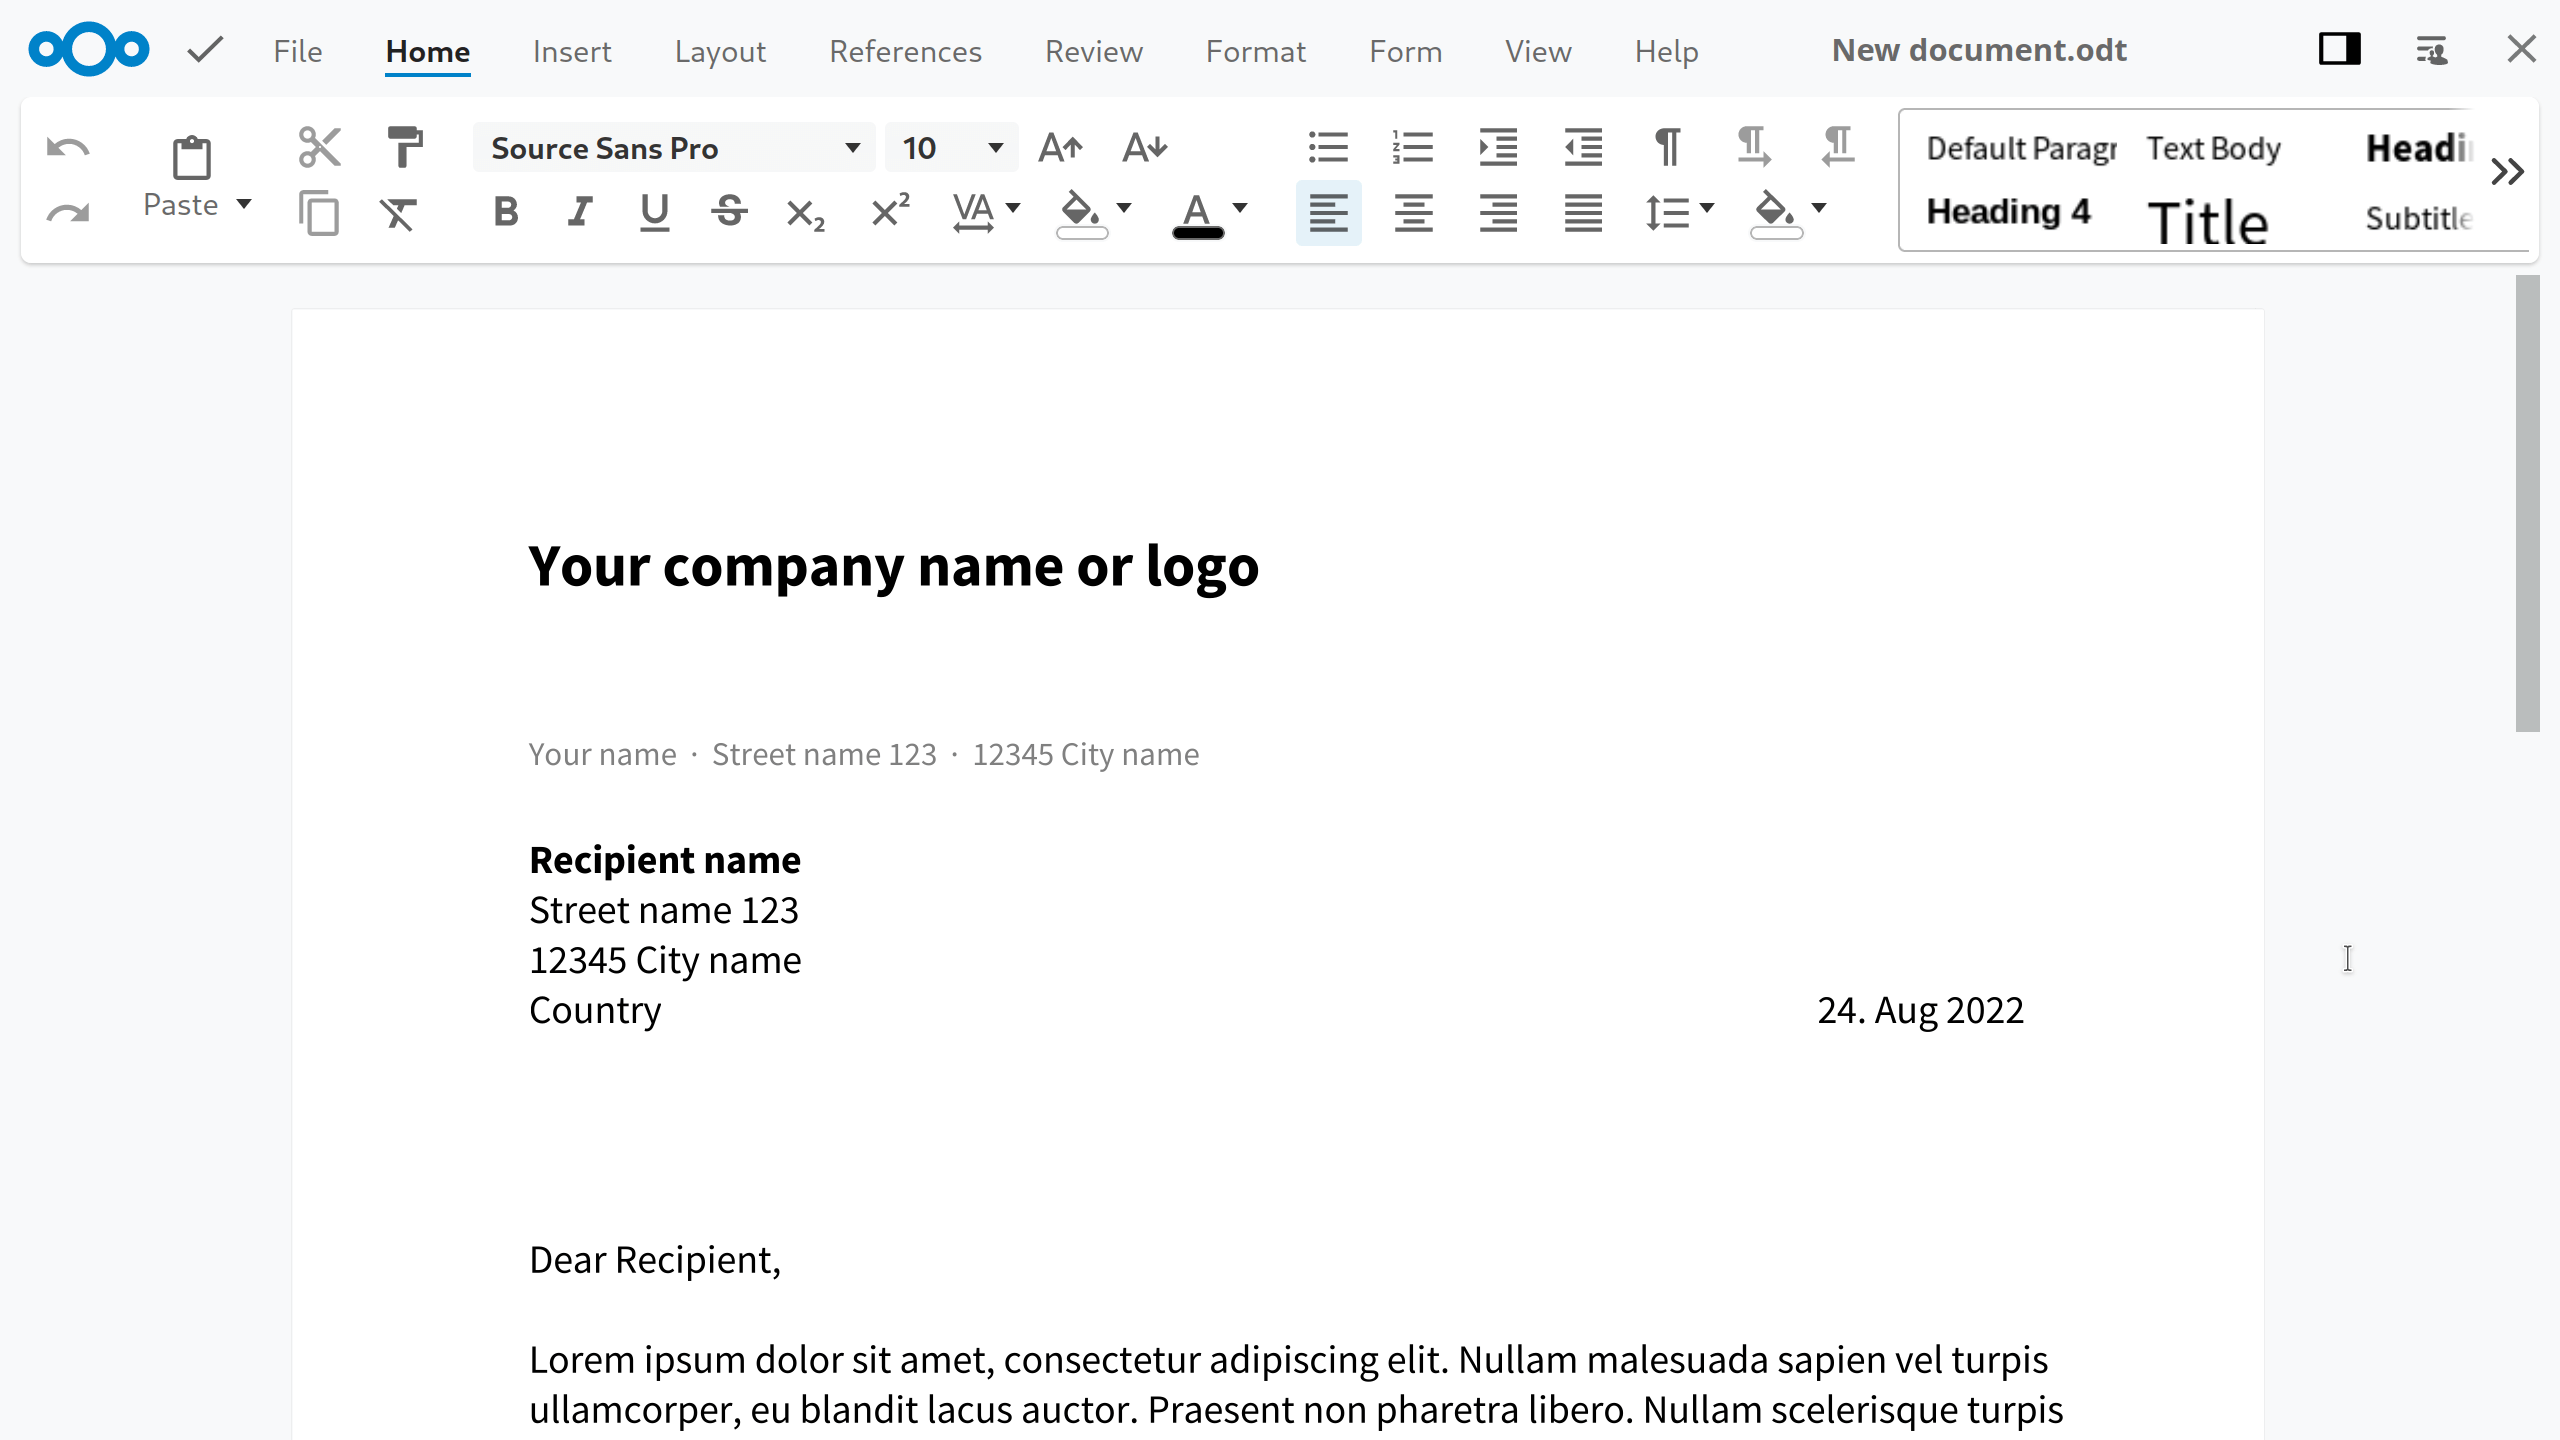 File Home Insert Layout References Review Format Form View Help New document.odt
Paste
Source Sans Pro 10
Default Paragr Text Body Headi
Heading 4 Title Subtitle
Your company name or logo
Your name · Street name 123 · 12345 City name
Recipient name
Street name 123
12345 City name
Country 24. Aug 2022
Dear Recipient,
Lorem ipsum dolor sit amet, consectetur adipiscing elit. Nullam malesuada sapien vel turpis
ullamcorper, eu blandit lacus auctor. Praesent non pharetra libero. Nullam scelerisque turpis